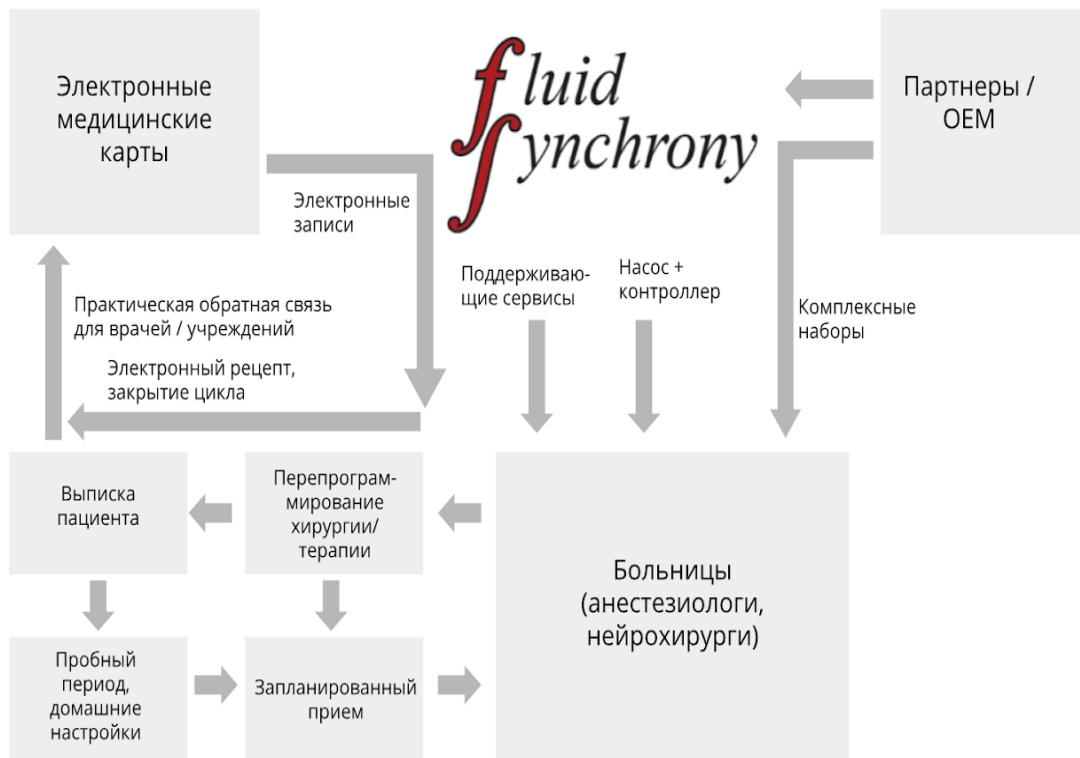 Электронные
медицинские
карты
fluid
Synchrony
Партнеры /
OEM
Электронные
записи
Поддерживаю-
щие сервисы
Насос +
контроллер
Комплексные
наборы
Практическая обратная связь
для врачей / учреждений
Электронный рецепт,
закрытие цикла
Выписка
пациента
Перепрограм-
мирование
хирургии/
терапии
Больницы
(анестезиологи,
нейрохирурги)
Пробный
период,
домашние
настройки
Запланированный
прием